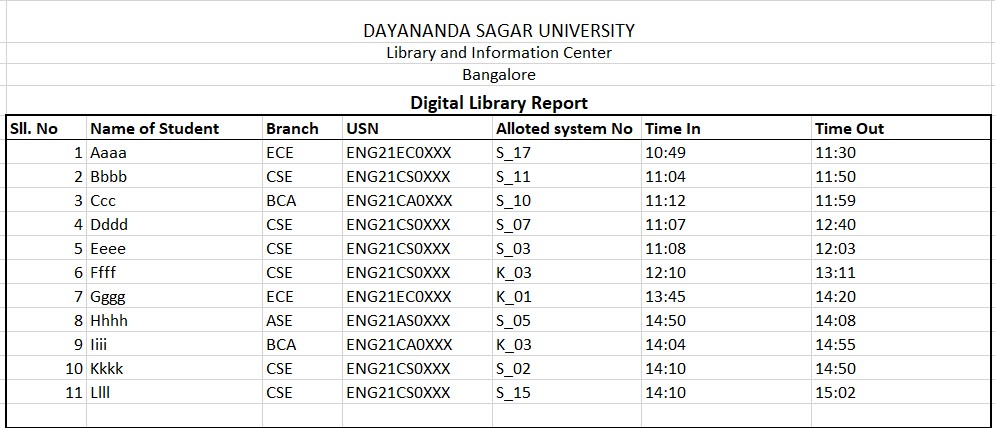 DAYANANDA SAGAR UNIVERSITY
Library and Information Center
Bangalore
Digital Library Report
Sll. No Name of Student Branch USN Alloted system No Time In Time Out
1 Aaaa ECE ENG21EC0XXX S_17 10:49 11:30
2 Bbbb CSE ENG21CS0XXX S_11 11:04 11:50
3 Ccc BCA ENG21CA0XXX S_10 11:12 11:59
4 Dddd CSE ENG21CS0XXX S_07 11:07 12:40
5 Eeee CSE ENG21CS0XXX S_03 11:08 12:03
6 Ffff CSE ENG21CS0XXX K_03 12:10 13:11
7 Gggg ECE ENG21EC0XXX K_01 13:45 14:20
8 Hhhh ASE ENG21AS0XXX S_05 14:50 14:08
9 Iiii BCA ENG21CA0XXX K_03 14:04 14:55
10 Kkkk CSE ENG21CS0XXX S_02 14:10 14:50
11 Llll CSE ENG21CS0XXX S_15 14:10 15:02